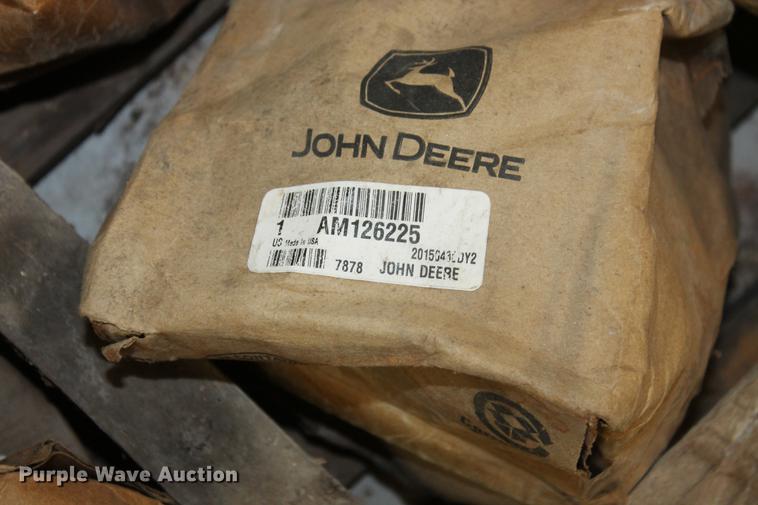 JOHN DEERE
1 AM126225
US Made In USA
7878 JOHN DEERE
Purple Wave Auction